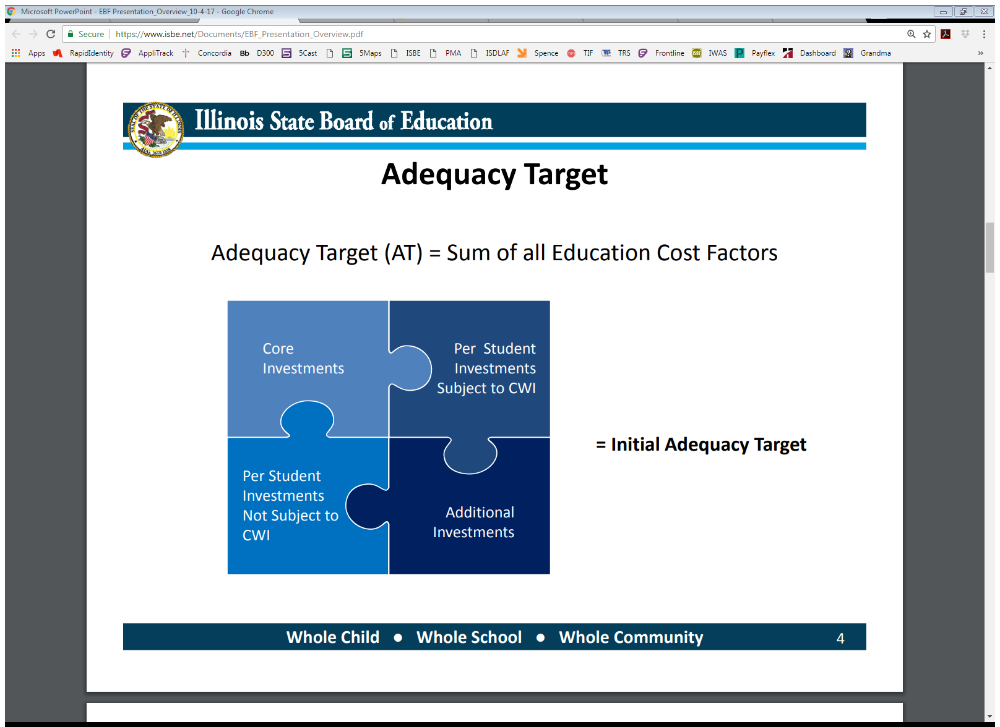 Microsoft PowerPoint - EBF Presentation_Overview_10-4-17 - Google Chrome
Secure https://www.isbe.net/Documents/EBF_Presentation_Overview.pdf
Apps RapidIdentity AppliTrack Concordia Bb D300 5Cast 5Maps ISBE PMA ISDLAF Spence TIF TRS Frontline IWAS Payflex Dashboard Grandma
Illinois State Board of Education
Adequacy Target
Adequacy Target (AT) = Sum of all Education Cost Factors
Core
Investments
Per Student
Investments
Subject to CWI
Per Student
Investments
Not Subject to
CWI
Additional
Investments
= Initial Adequacy Target
Whole Child ● Whole School ● Whole Community 4